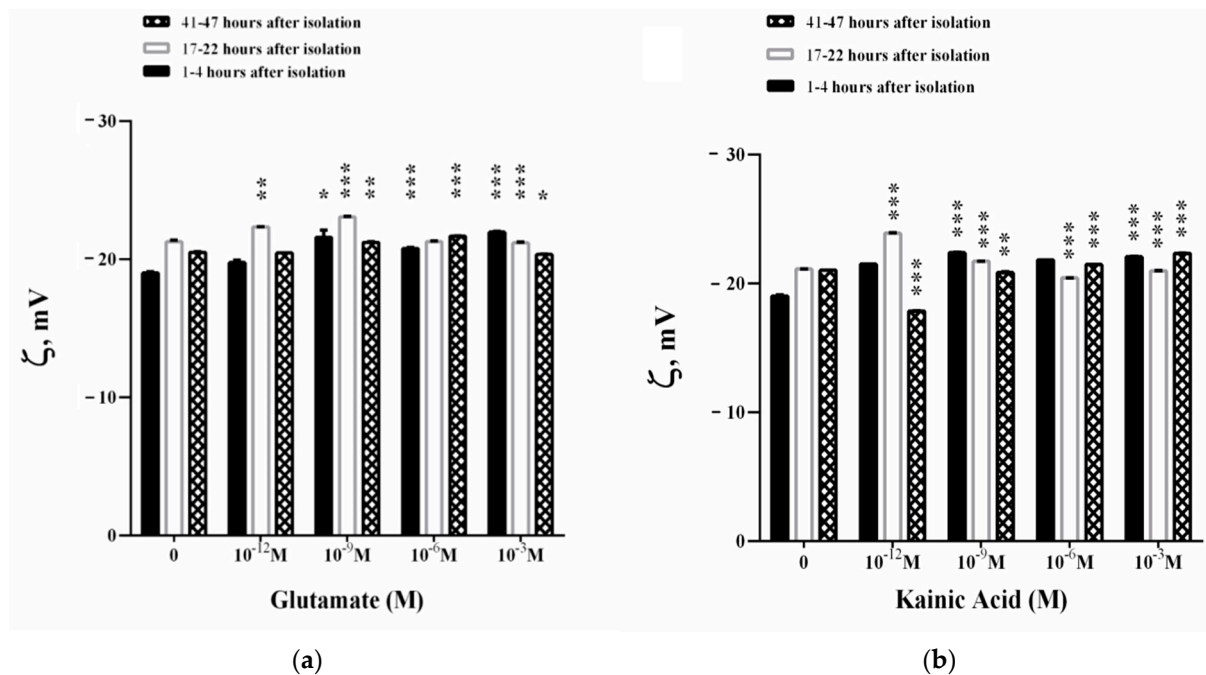 41-47 hours after isolation
17-22 hours after isolation
1-4 hours after isolation
- 30
- 20
- 10
0
ζ, mV
** * *** ** *** *** *** *** *
0 10-12M 10-9M 10-6M 10-3M
Glutamate (M)
(a)
41-47 hours after isolation
17-22 hours after isolation
1-4 hours after isolation
- 30
- 20
- 10
0
ζ, mV
*** *** *** *** ** *** *** *** *** ***
0 10-12M 10-9M 10-6M 10-3M
Kainic Acid (M)
(b)